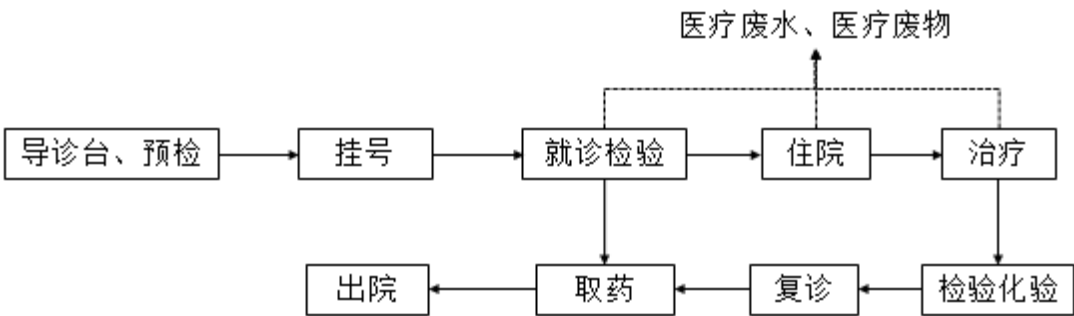 医疗废水、医疗废物
导诊台、预检
挂号
就诊检验
住院
治疗
出院
取药
复诊
检验化验